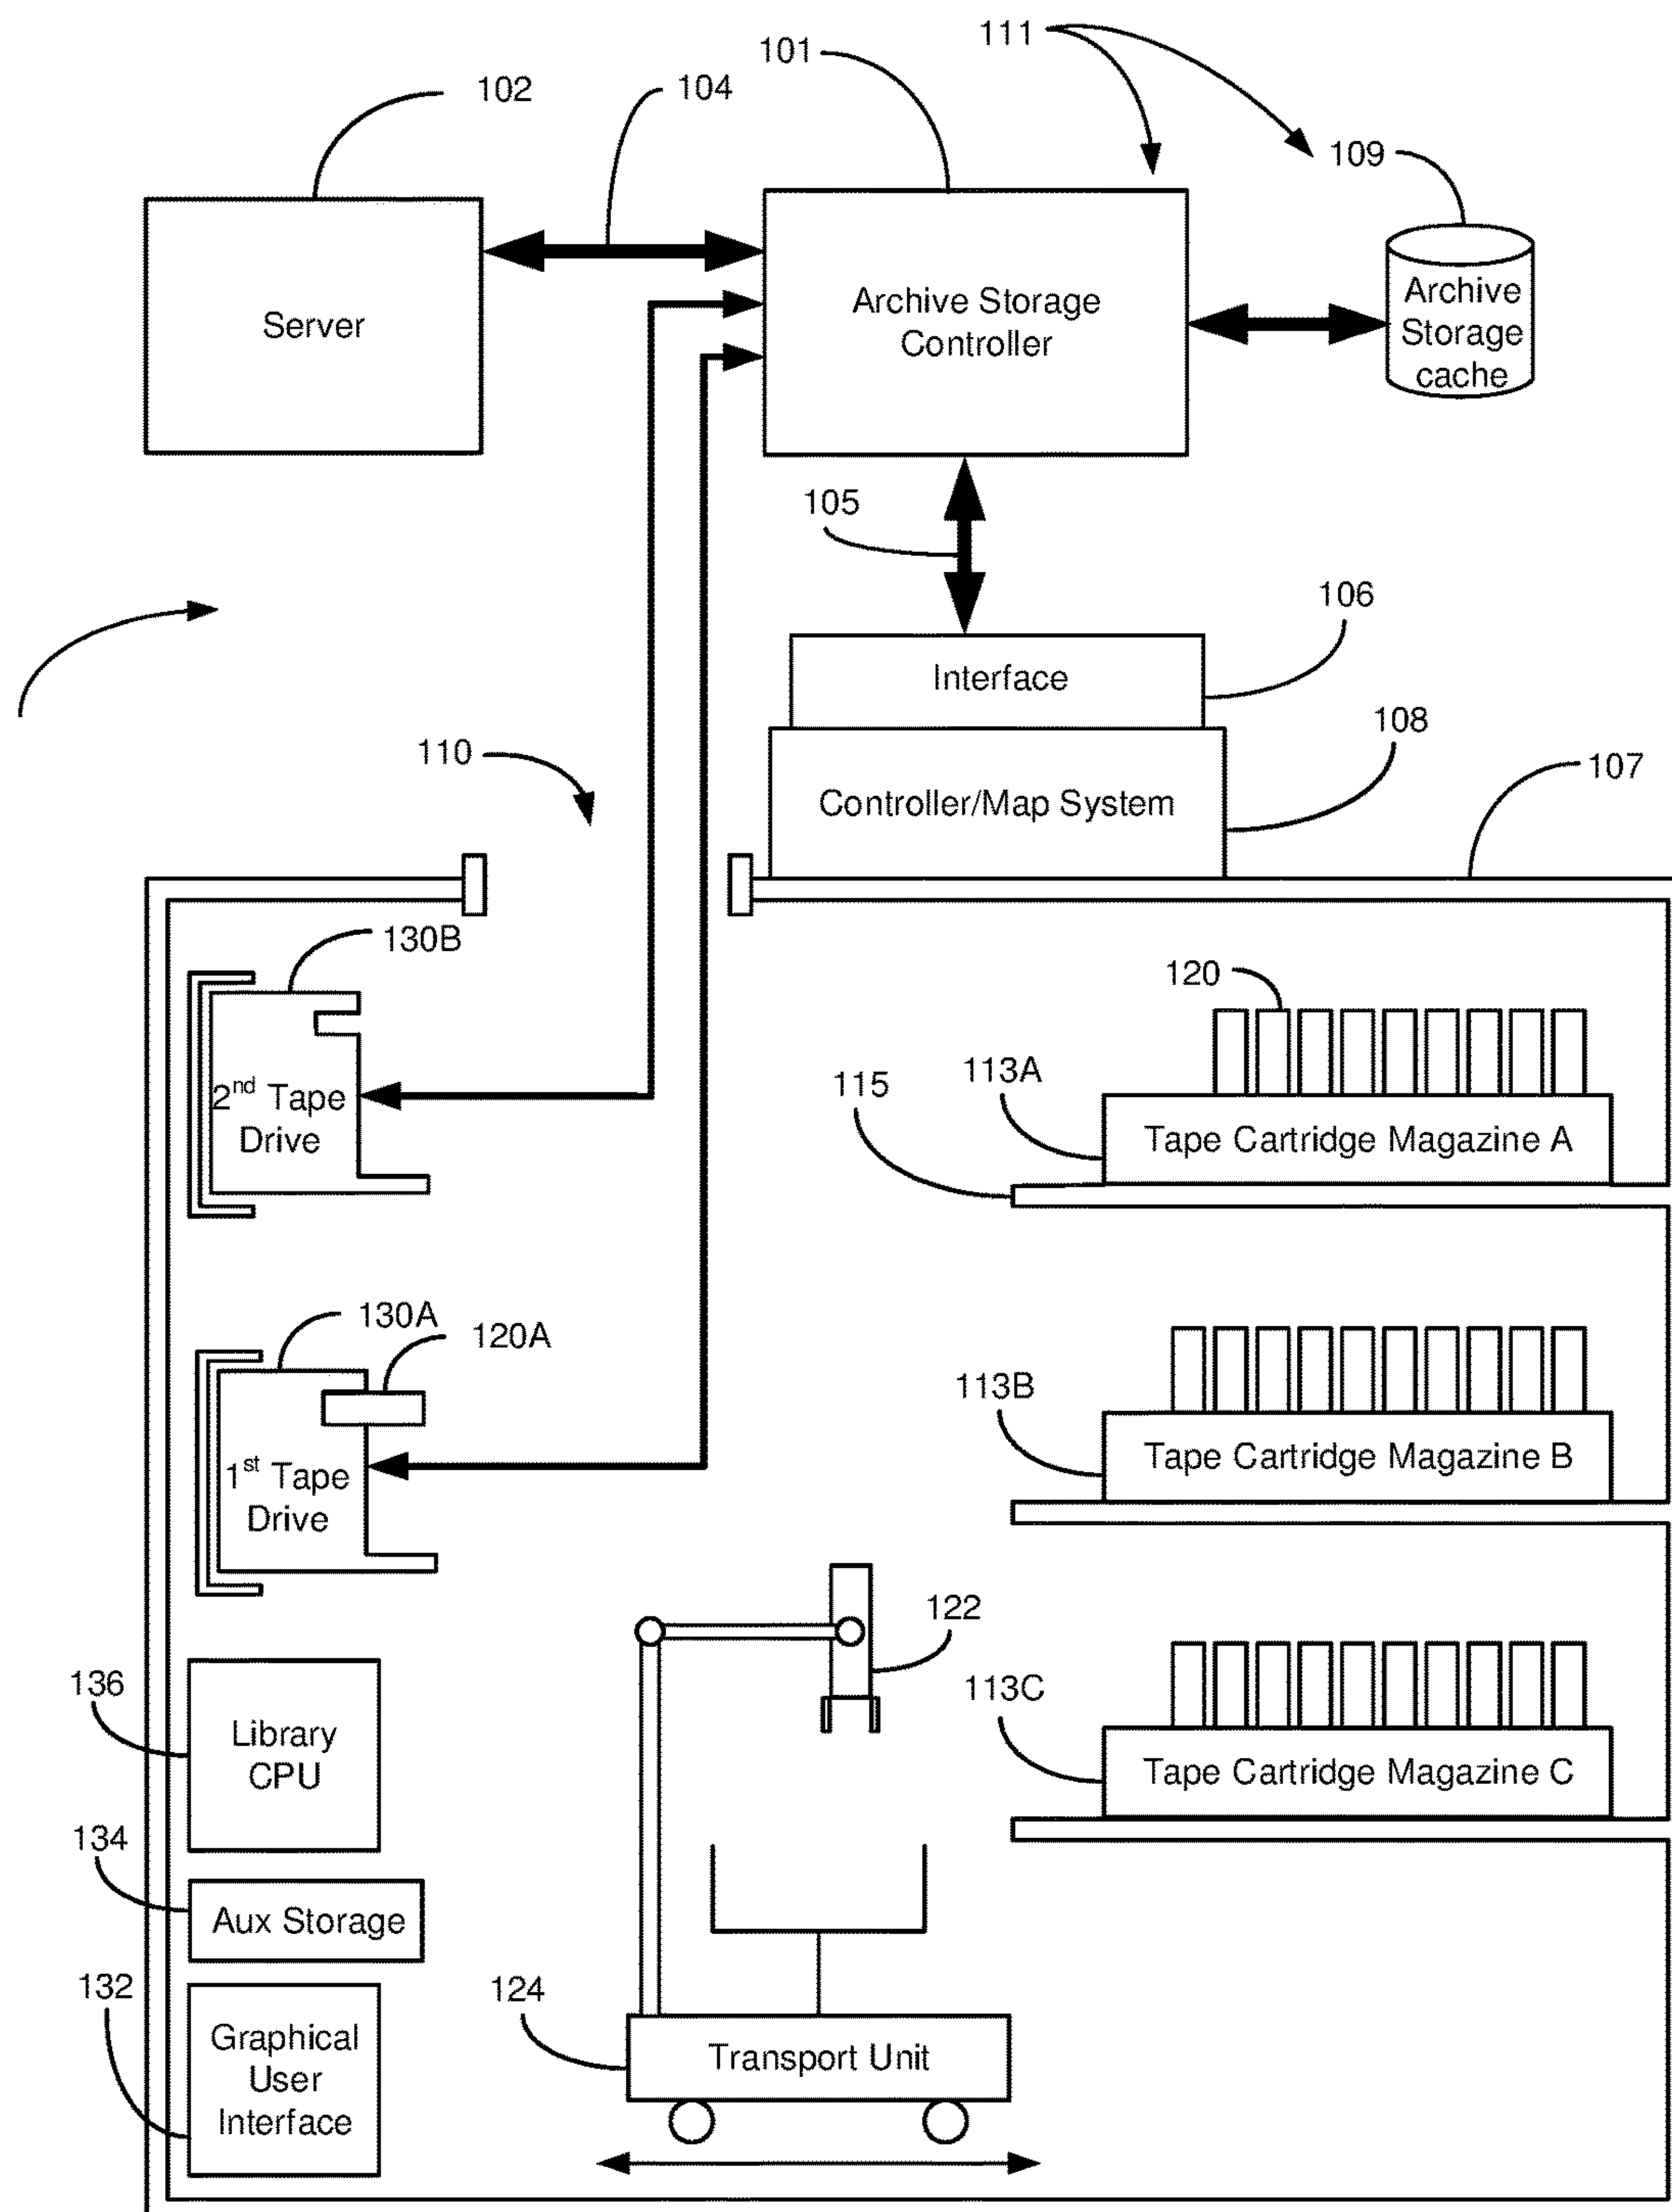 111
101
104
102
109
Server
Archive Storage
Controller
Archive
Storage
cache
105
106
Interface
108
110
107
Controller/Map System
130B
120
113A
115
2nd Tape
Drive
Tape Cartridge Magazine A
130A
120A
113B
1st Tape
Drive
Tape Cartridge Magazine B
122
136
113C
Library
CPU
Tape Cartridge Magazine C
134
Aux Storage
132
124
Graphical
User
Interface
Transport Unit